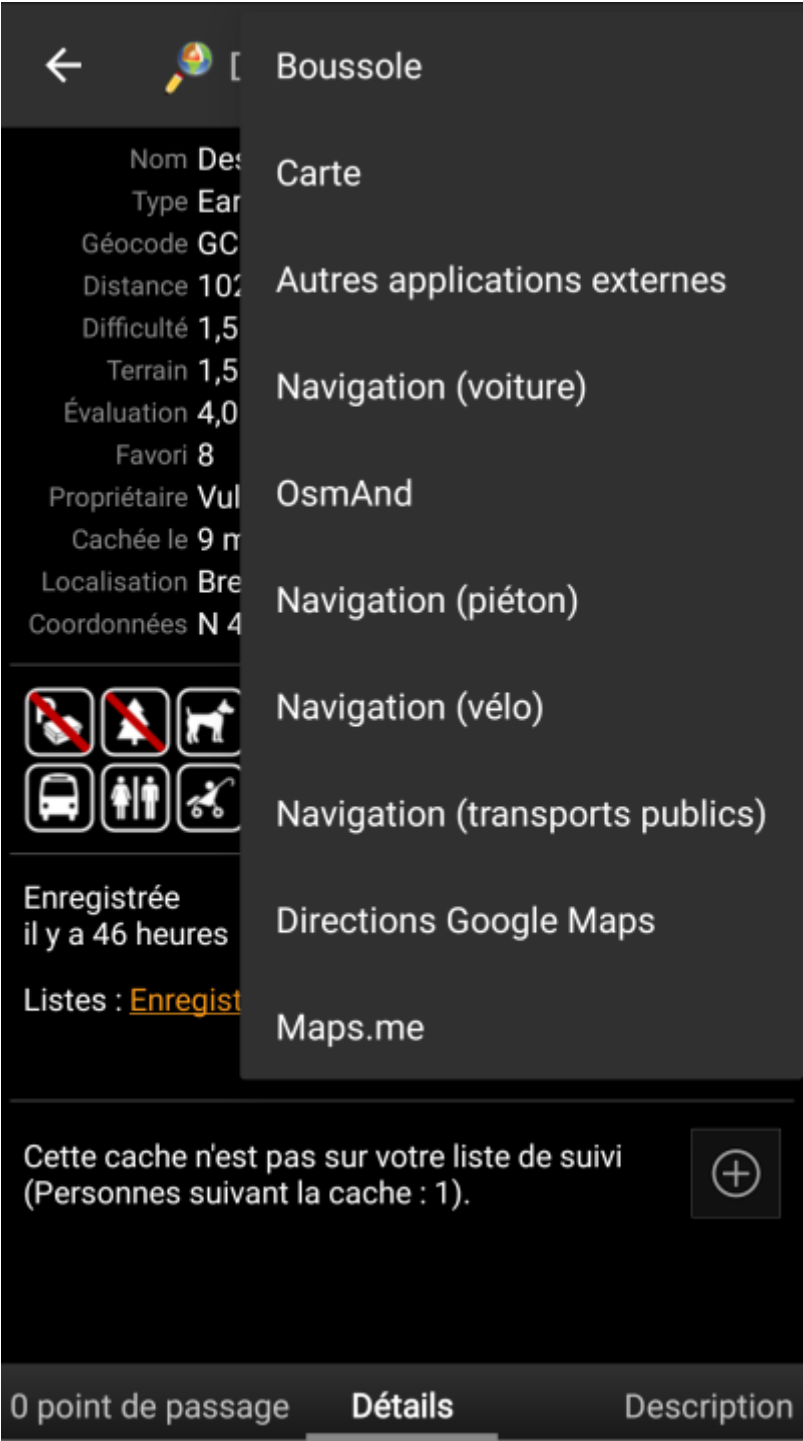 Boussole
Carte
Autres applications externes
Navigation (voiture)
OsmAnd
Navigation (piéton)
Navigation (vélo)
Navigation (transports publics)
Directions Google Maps
Maps.me
Nom
Type
Géocode GC
Distance
Difficulté 1,5
Terrain 1,5
Évaluation 4,0
Favori 8
Propriétaire
Cachée le 9
Localisation
Coordonnées N 4
Enregistrée
il y a 46 heures
Listes :
Cette cache n'est pas sur votre liste de suivi
(Personnes suivant la cache : 1).
0 point de passage Détails Description